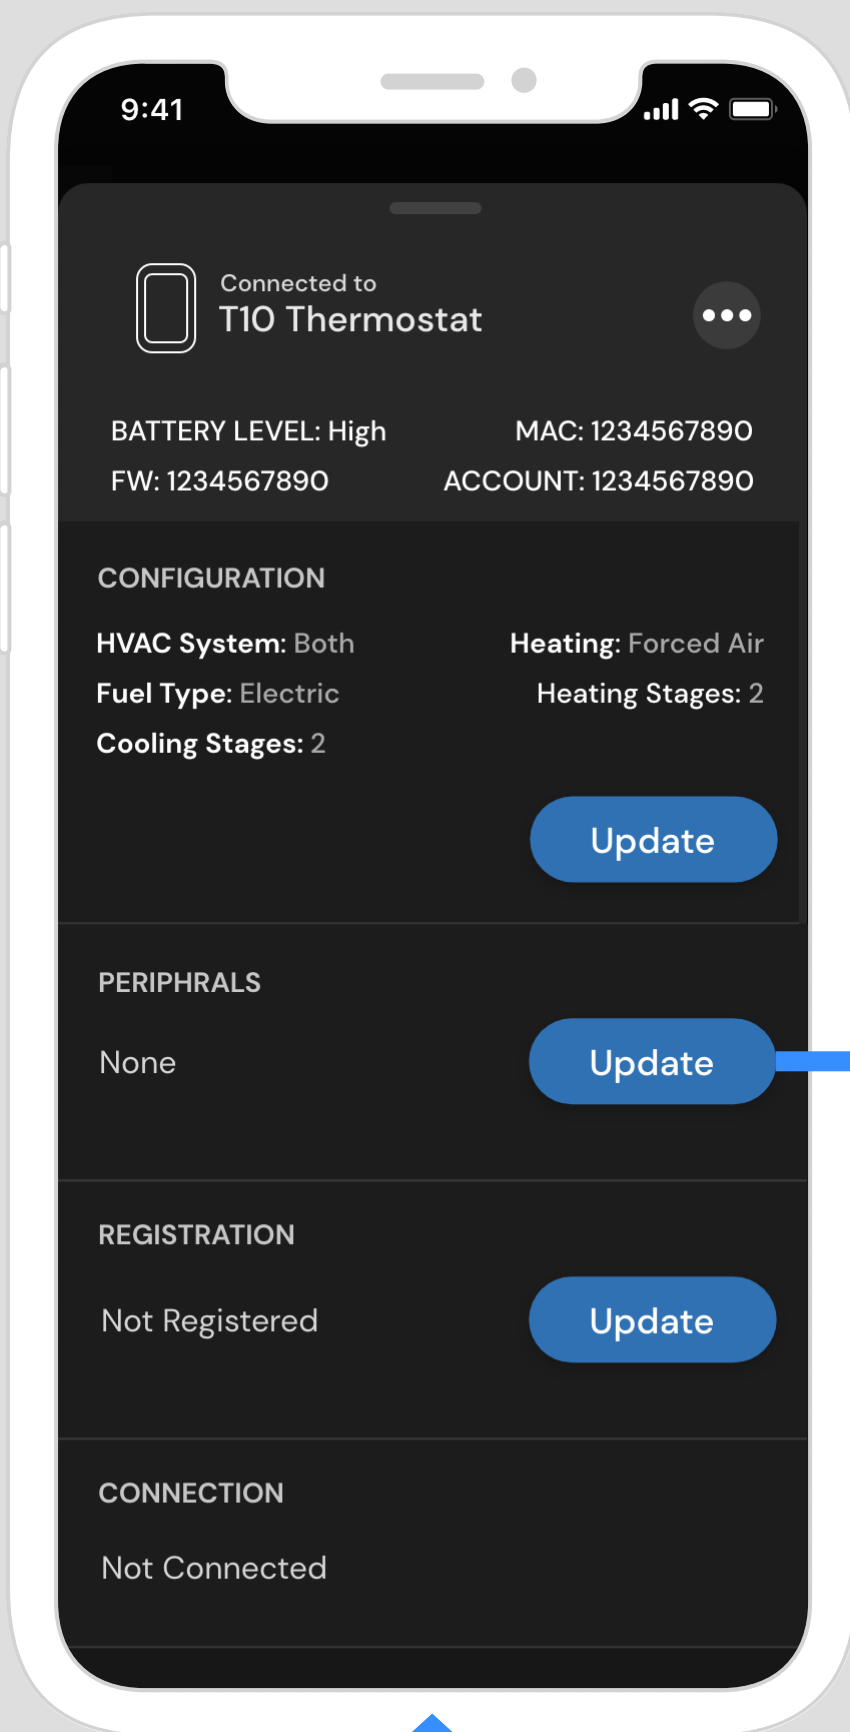 9:41
Connected to
T10 Thermostat
BATTERY LEVEL: High
MAC: 1234567890
FW: 1234567890
ACCOUNT: 1234567890
CONFIGURATION
HVAC System: Both
Heating: Forced Air
Fuel Type: Electric
Heating Stages: 2
Cooling Stages: 2
Update
PERIPHRALS
None
Update
REGISTRATION
Not Registered
Update
CONNECTION
Not Connected